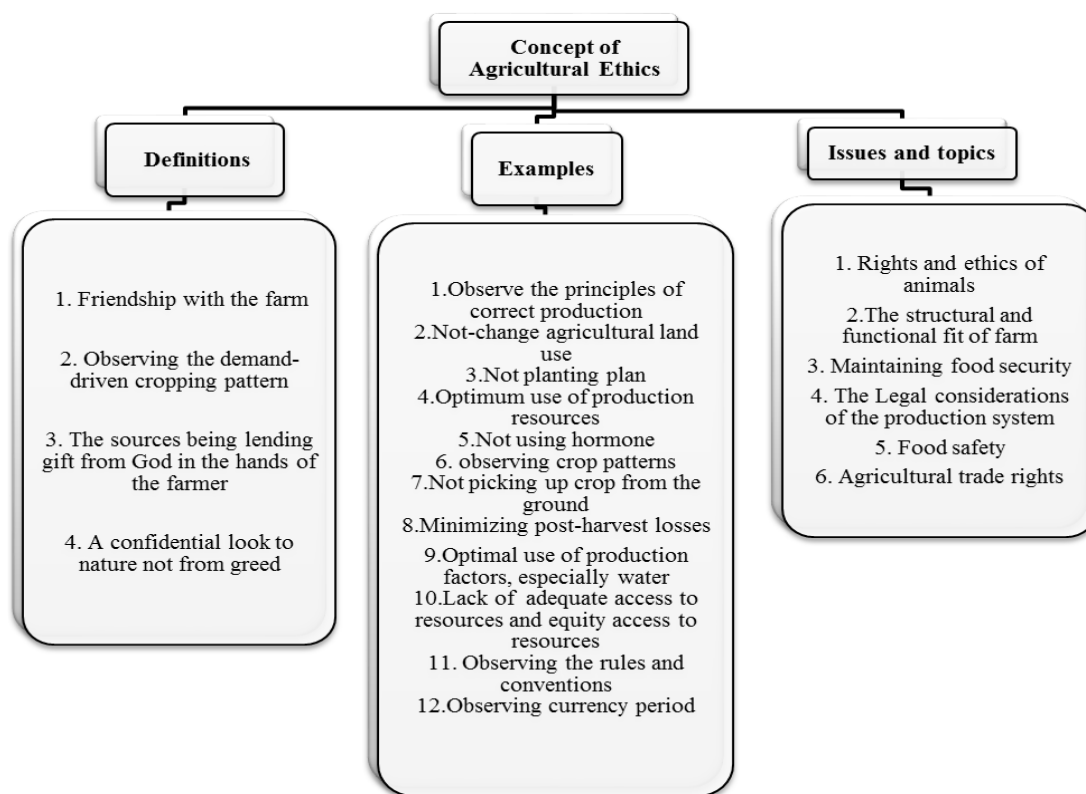 Concept of
Agricultural Ethics
Definitions
1. Friendship with the farm
2. Observing the demand-
driven cropping pattern
3. The sources being lending
gift from God in the hands of
the farmer
4. A confidential look to
nature not from greed
Examples
1.Observe the principles of
correct production
2.Not-change agricultural land
use
3.Not planting plan
4.Optimum use of production
resources
5.Not using hormone
6. observing crop patterns
7.Not picking up crop from the
ground
8.Minimizing post-harvest losses
9.Optimal use of production
factors, especially water
10.Lack of adequate access to
resources and equity access to
resources
11. Observing the rules and
conventions
12.Observing currency period
Issues and topics
1. Rights and ethics of
animals
2.The structural and
functional fit of farm
3. Maintaining food security
4. The Legal considerations
of the production system
5. Food safety
6. Agricultural trade rights